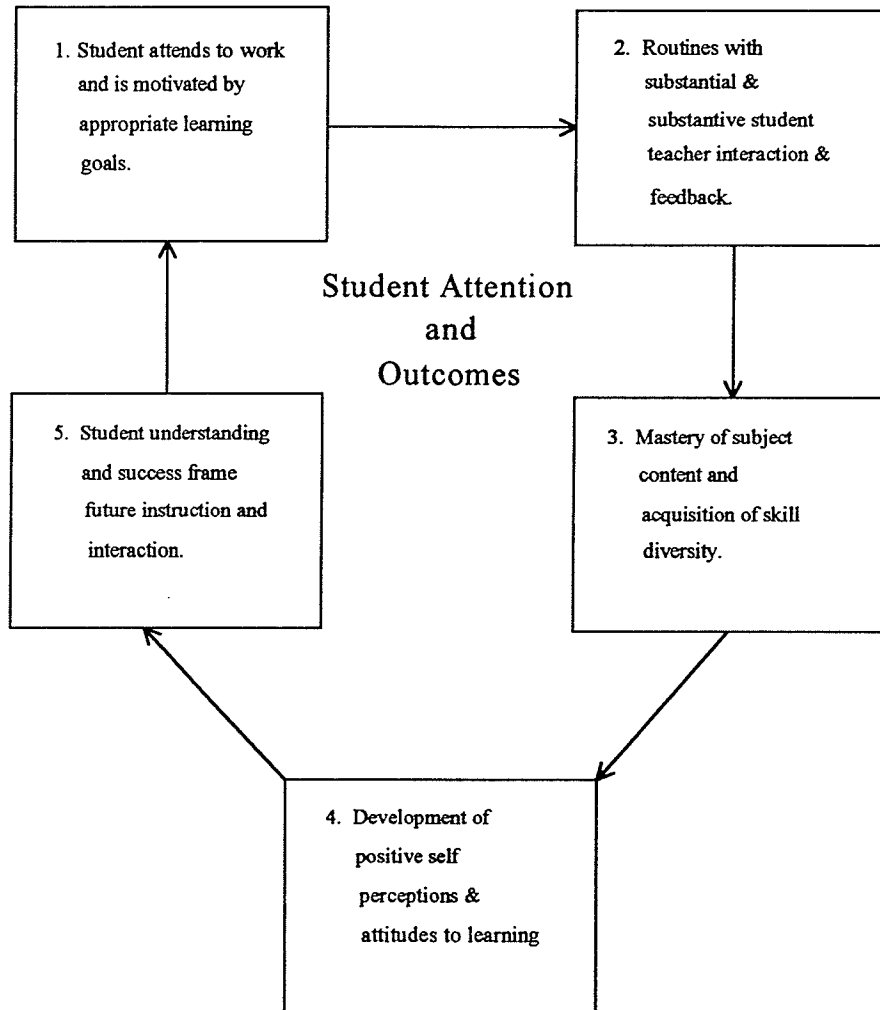 1. Student attends to work
and is motivated by
appropriate learning
goals.
2. Routines with
substantial &
substantive student
teacher interaction &
feedback.
Student Attention
and
Outcomes
5. Student understanding
and success frame
future instruction and
interaction.
3. Mastery of subject
content and
acquisition of skill
diversity.
4. Development of
positive self
perceptions &
attitudes to learning